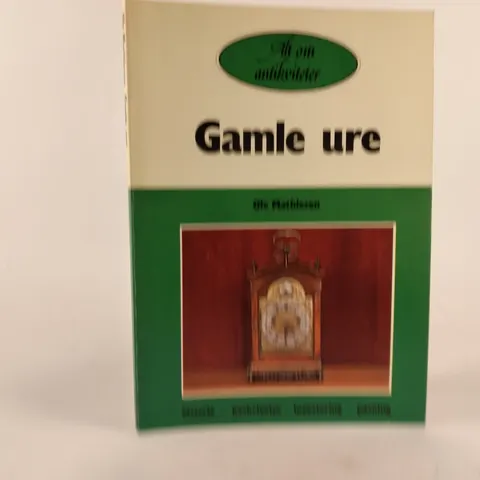 Alt om
antikviteter
Gamle ure
Ole Mathiesen